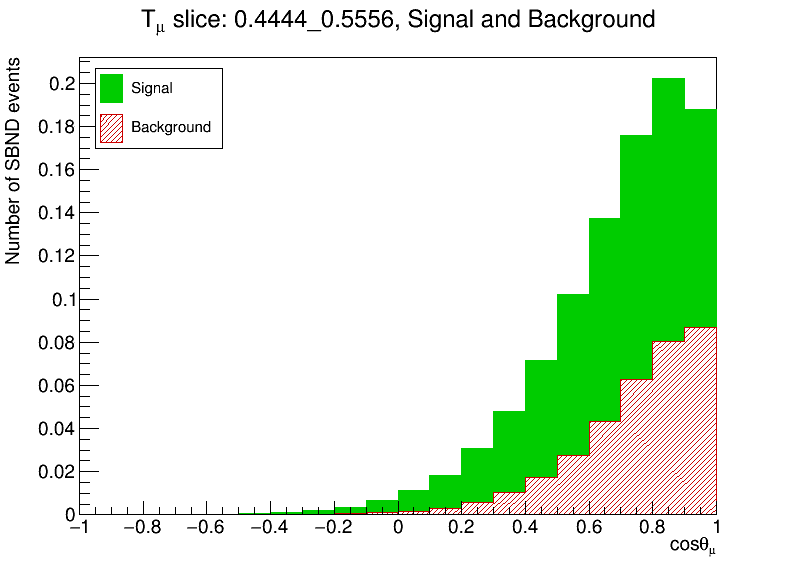 Tμ slice: 0.4444_0.5556, Signal and Background
Number of SBND events
Signal
Background
0.2
0.18
0.16
0.14
0.12
0.1
0.08
0.06
0.04
0.02
0
−1 −0.8 −0.6 −0.4 −0.2 0 0.2 0.4 0.6 0.8 1
cosθμ